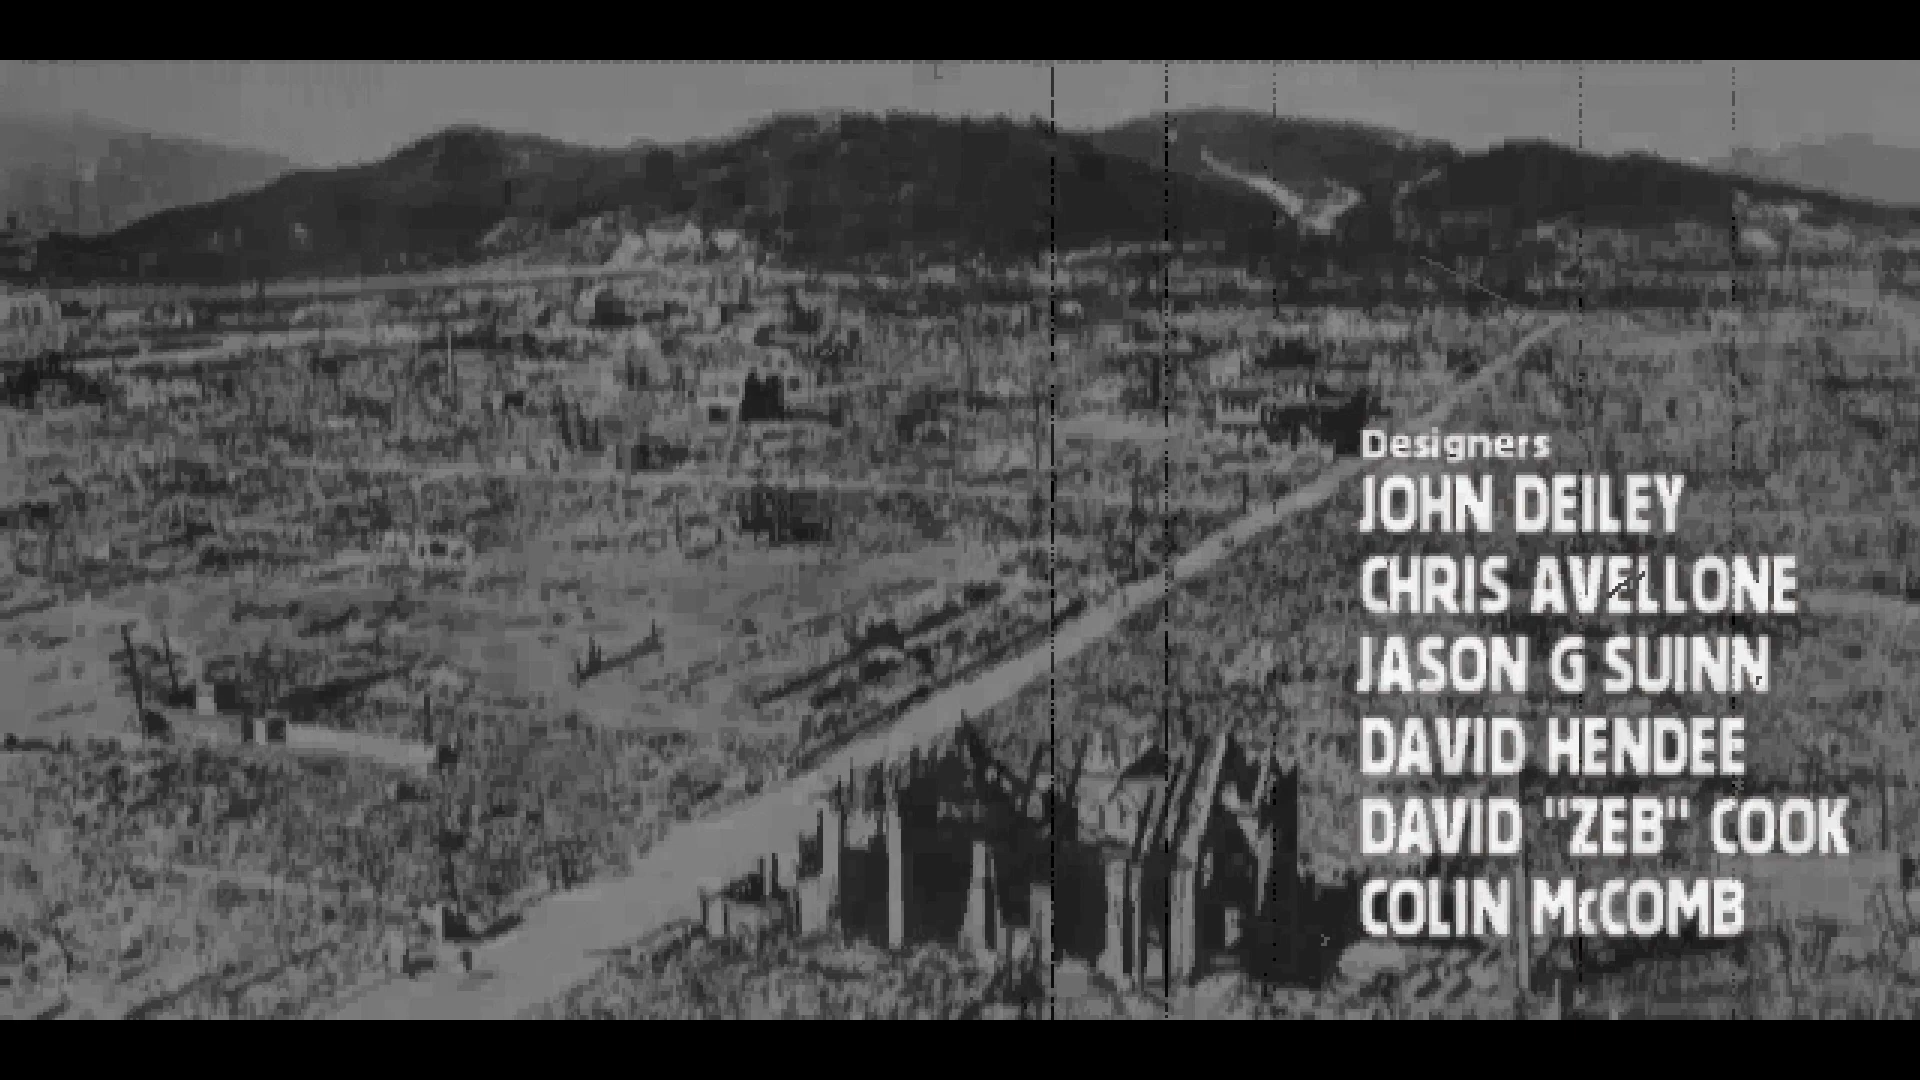 Designers
JOHN DEILEY
CHRIS AVELLONE
JASON G SUINN
DAVID HENDEE
DAVID "ZEB" COOK
COLIN McCOMB